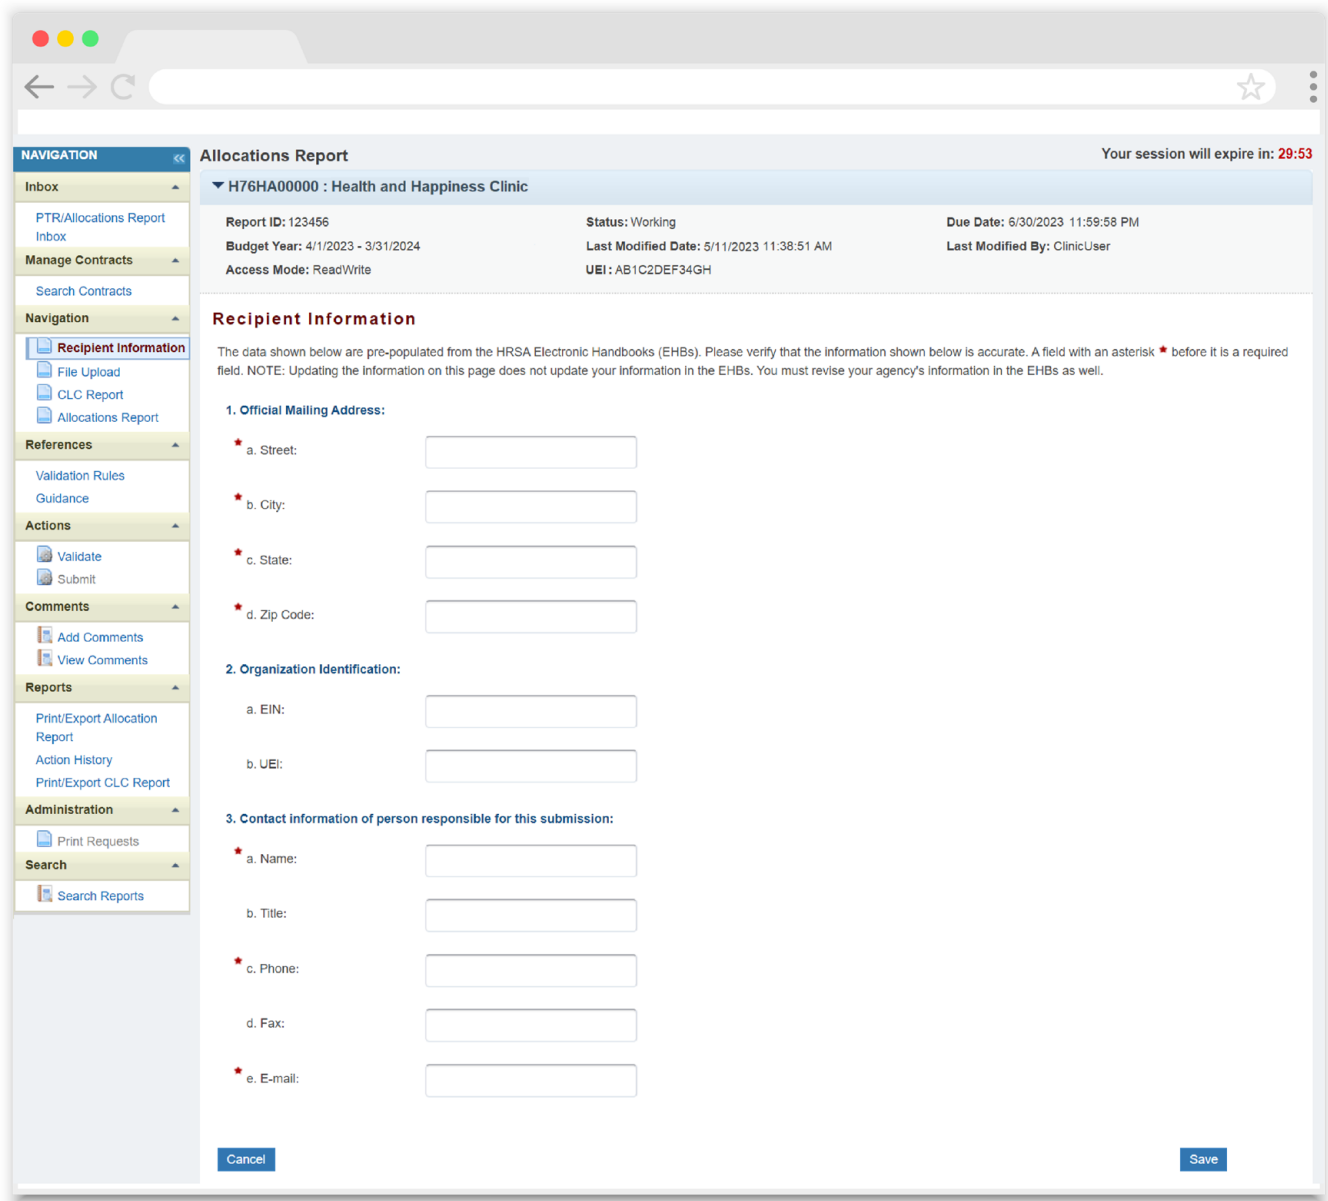 NAVIGATION
Inbox
PTR/Allocations Report
Inbox
Manage Contracts
Search Contracts
Navigation
Recipient Information
File Upload
CLC Report
Allocations Report
References
Validation Rules
Guidance
Actions
Validate
Submit
Comments
Add Comments
View Comments
Reports
Print/Export Allocation
Report
Action History
Print/Export CLC Report
Administration
Print Requests
Search
Search Reports
Allocations Report
Your session will expire in: 29:53
H76HA00000 : Health and Happiness Clinic
Report ID: 123456 Status: Working Due Date: 6/30/2023 11:59:58 PM
Budget Year: 4/1/2023 - 3/31/2024 Last Modified Date: 5/11/2023 11:38:51 AM Last Modified By: ClinicUser
Access Mode: ReadWrite UEI: AB1C2DEF34GH
Recipient Information
The data shown below are pre-populated from the HRSA Electronic Handbooks (EHBs). Please verify that the information shown below is accurate. A field with an asterisk * before it is a required
field. NOTE: Updating the information on this page does not update your information in the EHBs. You must revise your agency's information in the EHBs as well.
1. Official Mailing Address:
* a. Street:
* b. City:
* c. State:
* d. Zip Code:
2. Organization Identification:
a. EIN:
b. UEI:
3. Contact information of person responsible for this submission:
* a. Name:
b. Title:
* c. Phone:
d. Fax:
* e. E-mail:
Cancel
Save